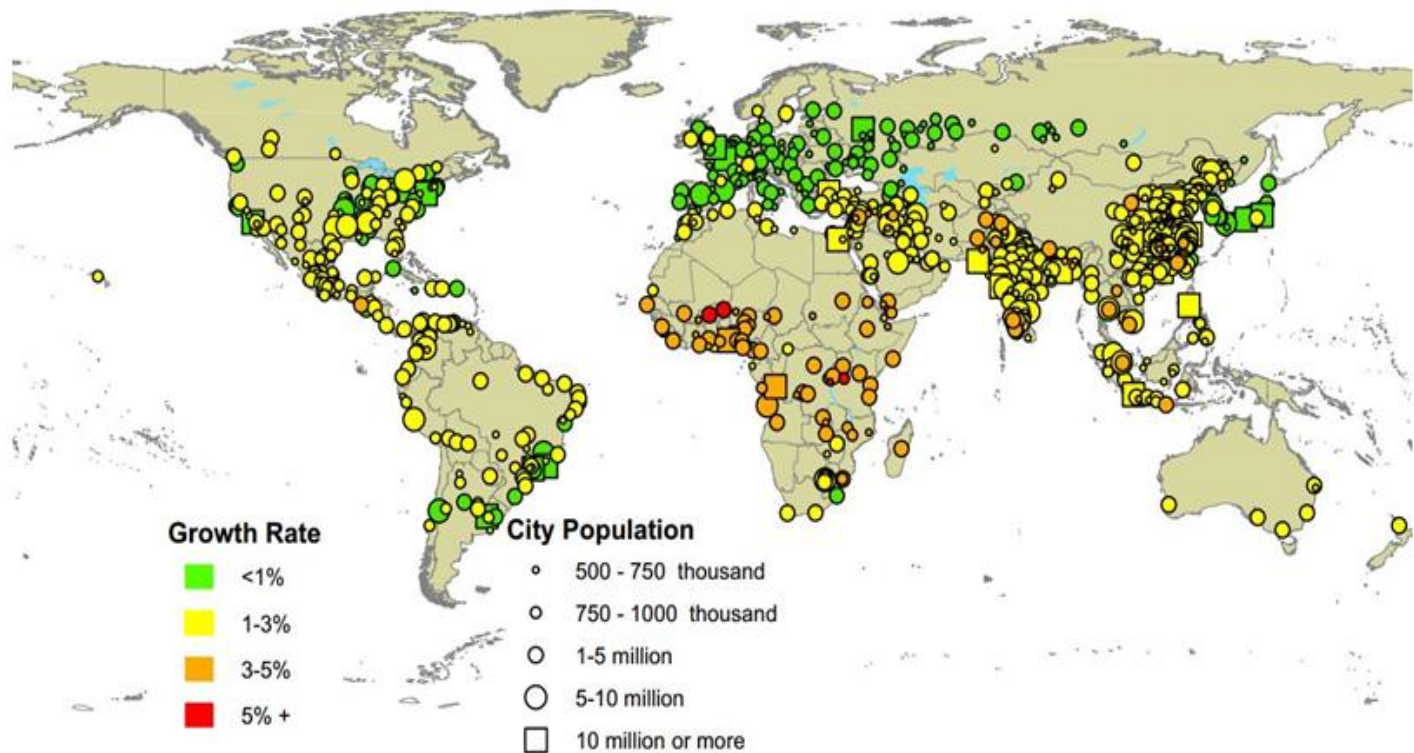 Growth Rate
<1%
1-3%
3-5%
5% +
City Population
500 - 750 thousand
750 - 1000 thousand
1-5 million
5-10 million
10 million or more